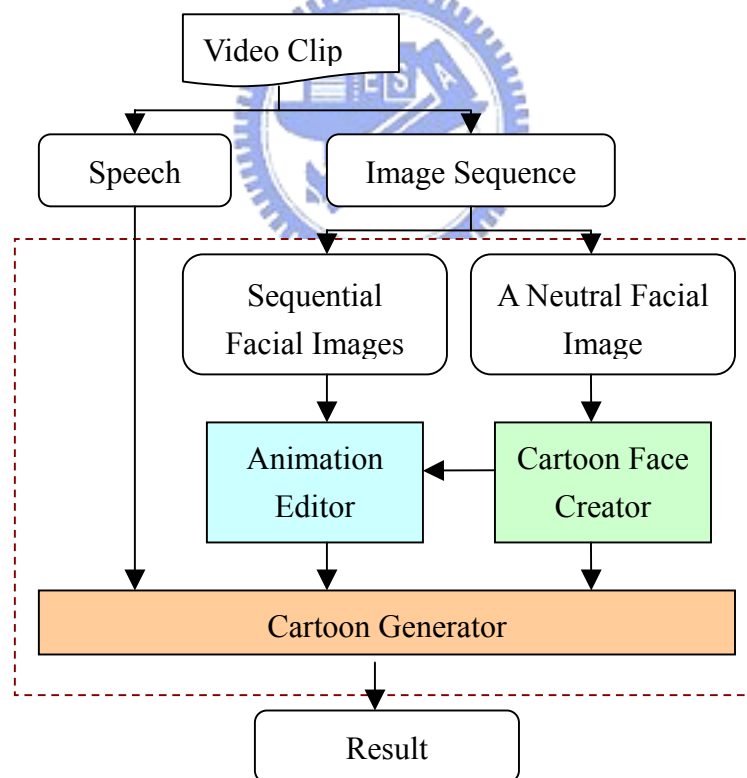 Video Clip
Speech
Image Sequence
Sequential
Facial Images
A Neutral Facial
Image
Animation
Editor
Cartoon Face
Creator
Cartoon Generator
Result